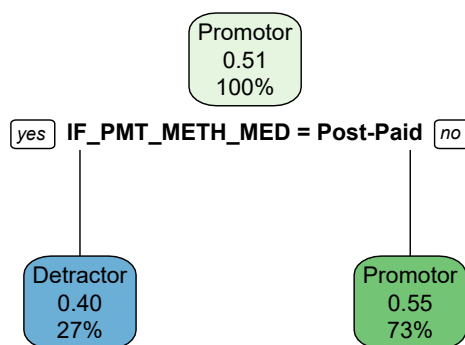 Promotor
0.51
100%
yes IF_PMT_METH_MED = Post-Paid no
Detractor
0.40
27%
Promotor
0.55
73%